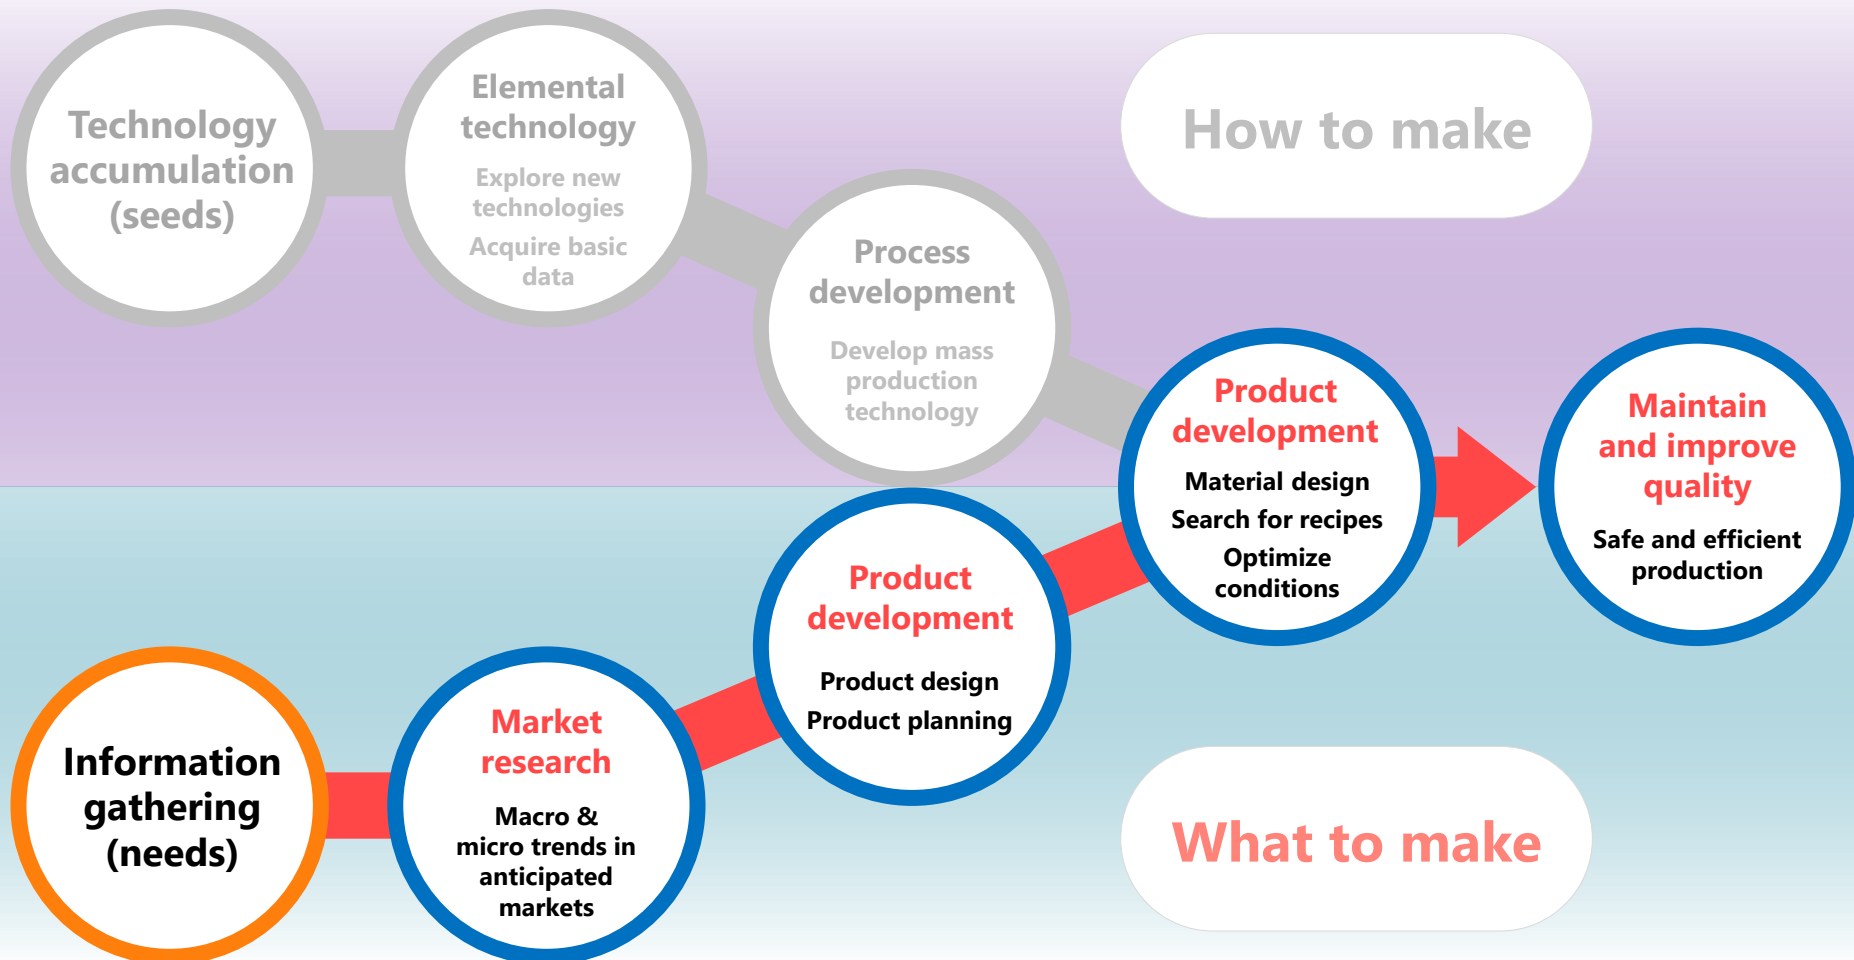 Technology
accumulation
(seeds)
Elemental
technology
Explore new
technologies
Acquire basic
data
Process
development
Develop mass
production
technology
How to make
Product
development
Material design
Search for recipes
Optimize
conditions
Maintain
and improve
quality
Safe and efficient
production
Information
gathering
(needs)
Market
research
Macro &
micro trends in
anticipated
markets
Product
development
Product design
Product planning
What to make